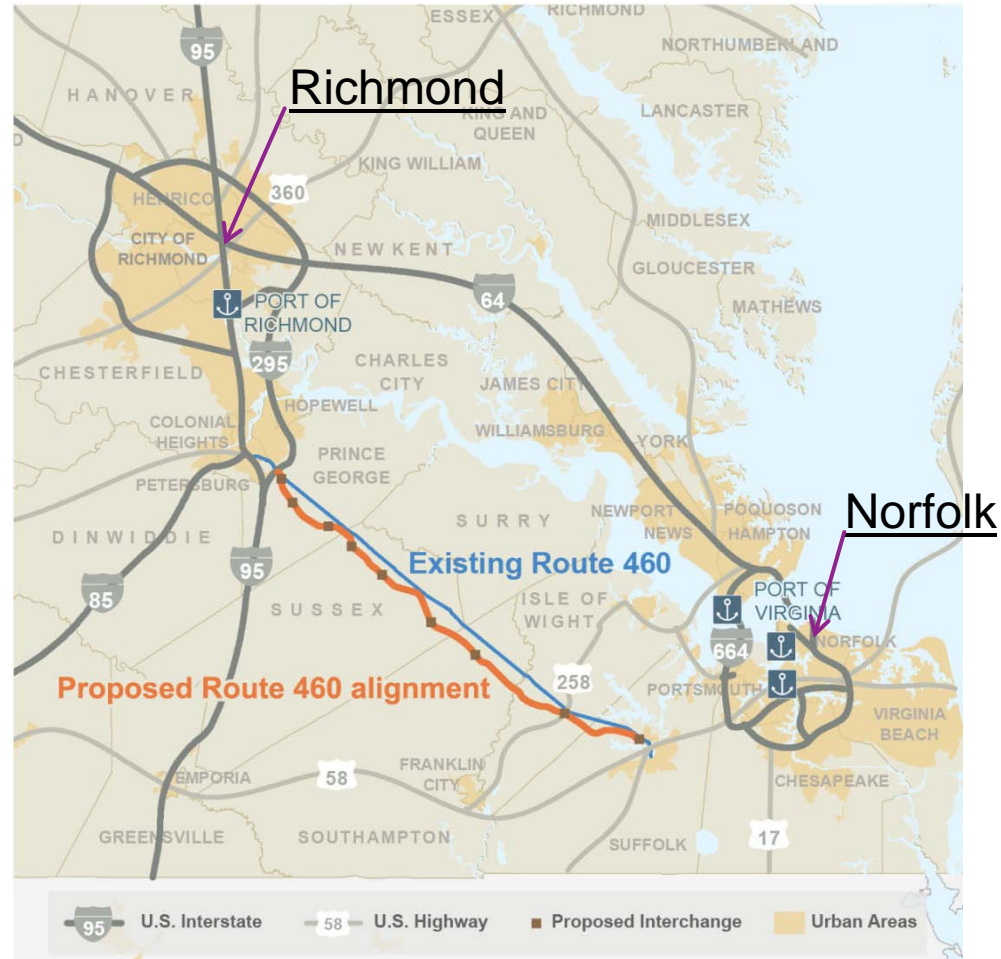 ESSEX
RICHMOND
95
NORTHUMBERLAND
Richmond
HANOVER
LANCASTER
KING AND
QUEEN
KING WILLIAM
HENRICO
360
MIDDLESEX
CITY OF
RICHMOND
NEW KENT
GLOUCESTER
64
MATHEWS
PORT OF
RICHMOND
295
CHARLES
CITY
CHESTERFIELD
JAMES CITY
HOPEWELL
COLONIAL
HEIGHTS
WILLIAMSBURG
YORK
PRINCE
GEORGE
PETERSBURG
SURRY
NEWPORT
NEWS
POQUOSON
HAMPTON
Norfolk
DINWIDDIE
95
Existing Route 460
85
SUSSEX
ISLE OF
WIGHT
PORT OF
VIRGINIA
NORFOLK
664
Proposed Route 460 alignment
258
PORTSMOUTH
VIRGINIA
BEACH
EMPORIA
58
FRANKLIN
CITY
CHESAPEAKE
GREENSVILLE
SOUTHAMPTON
SUFFOLK
17
95 U.S. Interstate 58 U.S. Highway Proposed Interchange Urban Areas